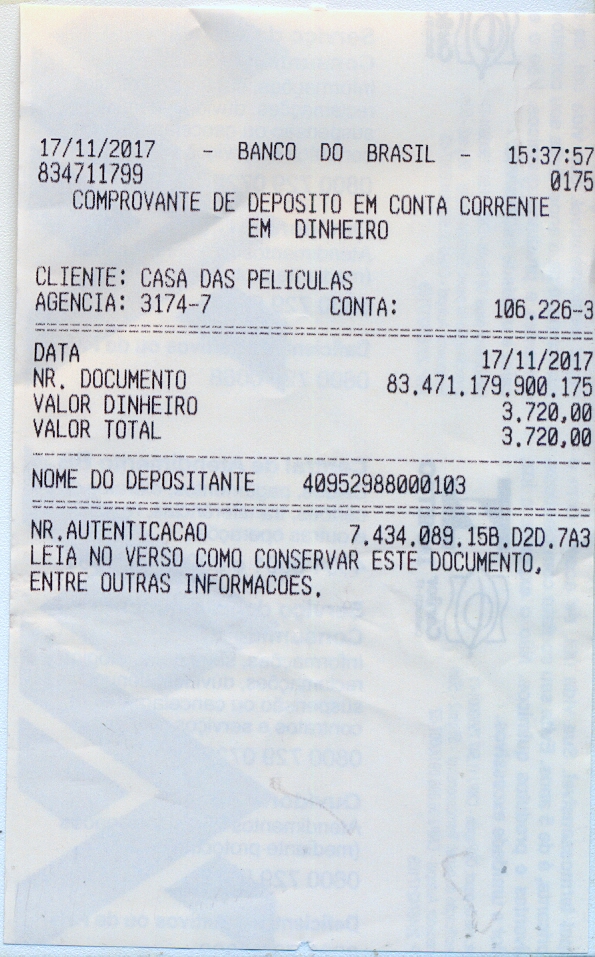 17/11/2017 - BANCO DO BRASIL - 15:37:57
834711799 0175
COMPROVANTE DE DEPOSITO EM CONTA CORRENTE
EM DINHEIRO
CLIENTE: CASA DAS PELICULAS
AGENCIA: 3174-7 CONTA: 106.226-3
DATA 17/11/2017
NR. DOCUMENTO 83.471.179.900.175
VALOR DINHEIRO 3.720,00
VALOR TOTAL 3.720,00
NOME DO DEPOSITANTE 40952988000103
NR.AUTENTICACAO 7.434.089.15B.D2D.7A3
LEIA NO VERSO COMO CONSERVAR ESTE DOCUMENTO,
ENTRE OUTRAS INFORMACOES.